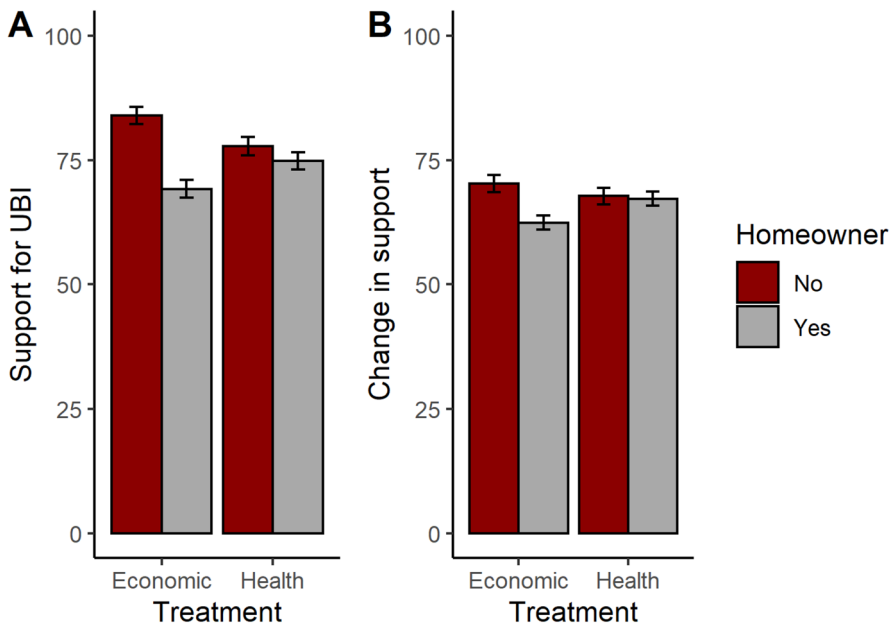 A
Support for UBI
100
75
50
25
0
Economic Health
Treatment
B
Change in support
100
75
50
25
0
Economic Health
Treatment
Homeowner
No
Yes